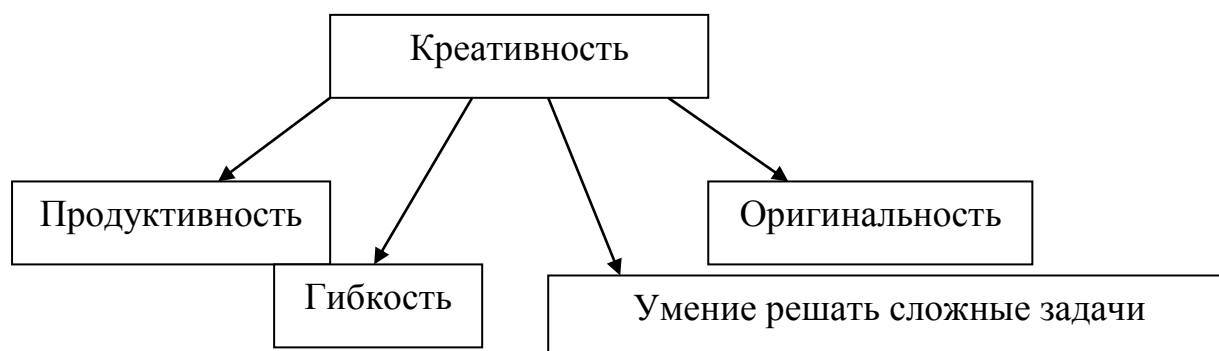 Креативность
Продуктивность
Оригинальность
Гибкость
Умение решать сложные задачи